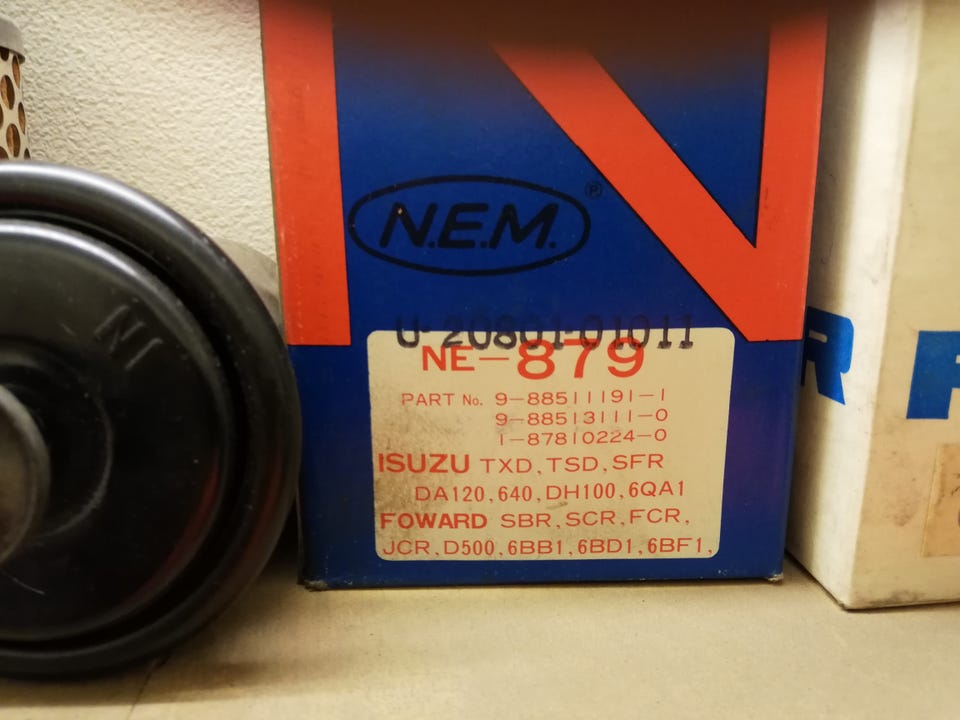 N.E.M.
P
U-20801-01011
NE-879
PART No. 9-88511191-1
9-88513111-0
1-87810224-0
ISUZU TXD, TSD, SFR
DA120, 640, DH100, 6QA1
FOWARD SBR, SCR, FCR,
JCR, D500, 6BB1, 6BD1, 6BF1,
R
F